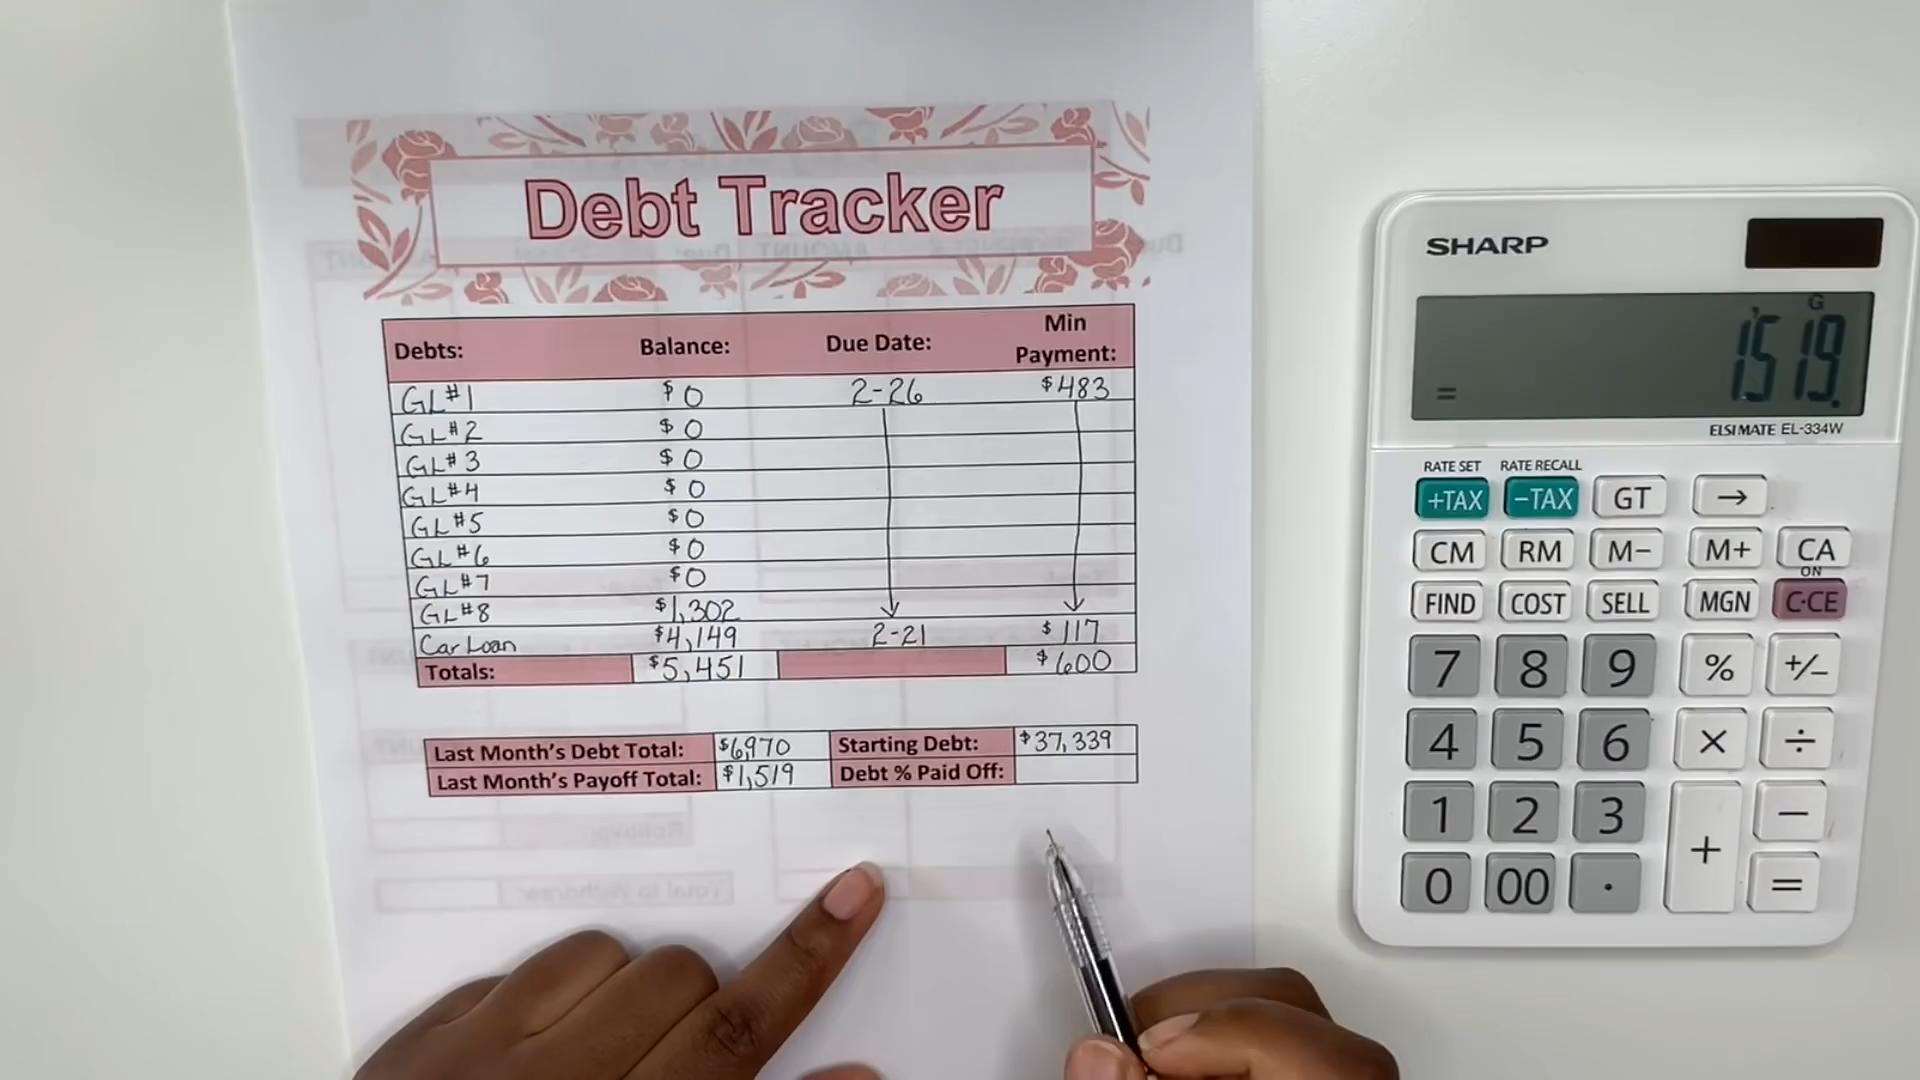 Debt Tracker
Debts: Balance: Due Date: Min Payment:
GL#1 $0 2-26 $483
GL#2 $0
GL#3 $0
GL#4 $0
GL#5 $0
GL#6 $0
GL#7 $0
GL#8 $1,302
Car Loan $4,149 2-21 $117
Totals: $5,451 $600
Last Month's Debt Total: $6,970 Starting Debt: $37,339
Last Month's Payoff Total: $1,519 Debt % Paid Off:
SHARP
G
= 1'519.
ELSI MATE EL-334W
RATE SET RATE RECALL
+TAX -TAX GT →
CM RM M- M+ CA
ON
FIND COST SELL MGN C·CE
7 8 9 % +/-
4 5 6 × ÷
1 2 3 + -
0 00 · =